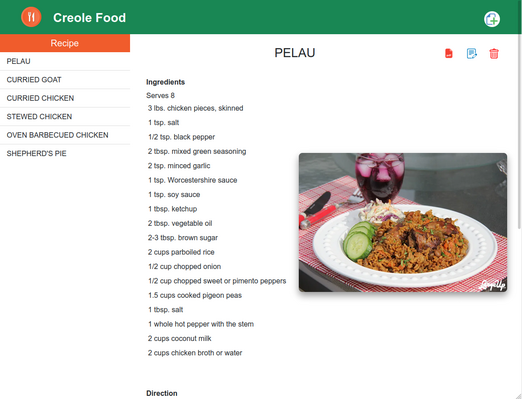 Creole Food
Recipe
PELAU
CURRIED GOAT
CURRIED CHICKEN
STEWED CHICKEN
OVEN BARBECUED CHICKEN
SHEPHERD'S PIE
PELAU
Ingredients
Serves 8
3 lbs. chicken pieces, skinned
1 tsp. salt
1/2 tsp. black pepper
2 tbsp. mixed green seasoning
2 tsp. minced garlic
1 tsp. Worcestershire sauce
1 tsp. soy sauce
1 tbsp. ketchup
2 tbsp. vegetable oil
2-3 tbsp. brown sugar
2 cups parboiled rice
1/2 cup chopped onion
1/2 cup chopped sweet or pimento peppers
1.5 cups cooked pigeon peas
1 tbsp. salt
1 whole hot pepper with the stem
2 cups coconut milk
2 cups chicken broth or water
Direction